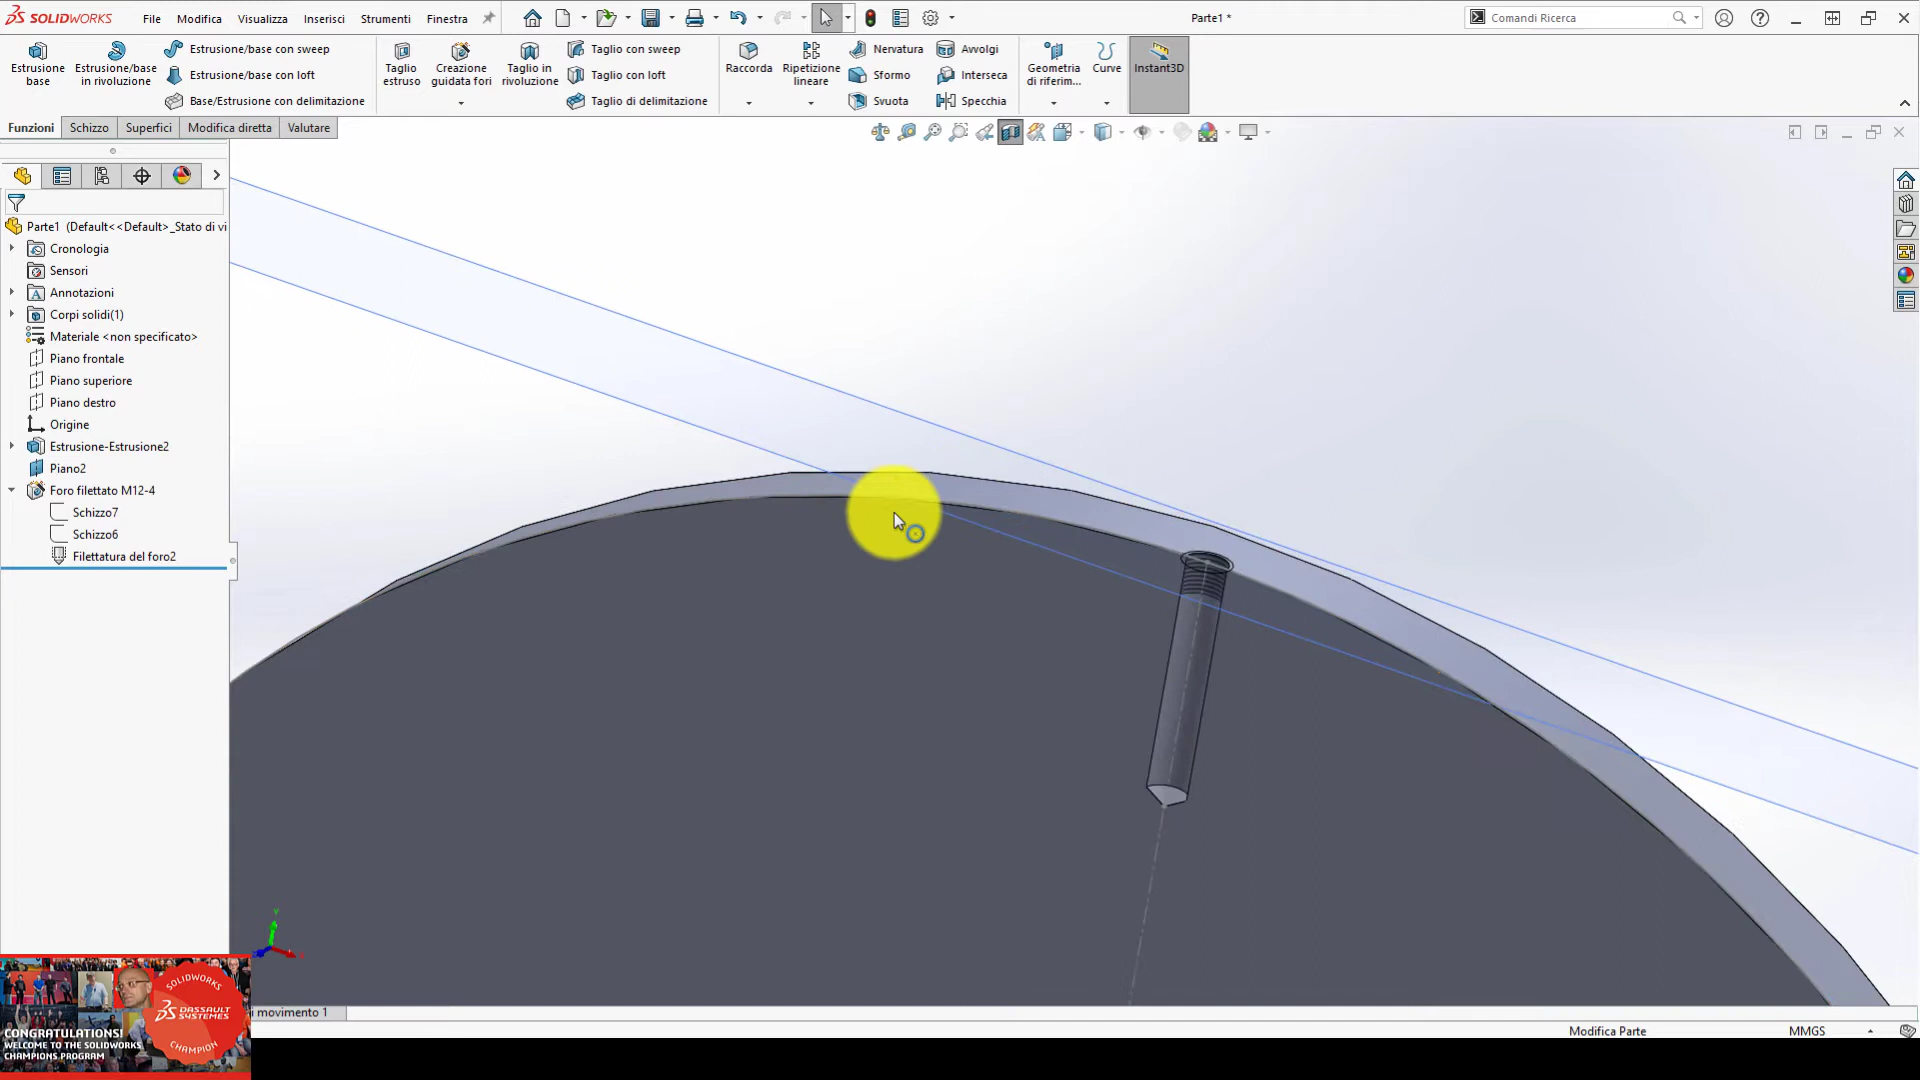 SOLIDWORKS
File
Modifica
Visualizza
Inserisci
Strumenti
Finestra
Parte1 *
Comandi Ricerca
Estrusione base
Estrusione/base in rivoluzione
Estrusione/base con sweep
Estrusione/base con loft
Base/Estrusione con delimitazione
Taglio estruso
Creazione guidata fori
Taglio in rivoluzione
Taglio con sweep
Taglio con loft
Taglio di delimitazione
Raccorda
Ripetizione lineare
Nervatura
Sformo
Svuota
Avvolgi
Interseca
Specchia
Geometria di riferim...
Curve
Instant3D
Funzioni
Schizzo
Superfici
Modifica diretta
Valutare
Parte1 (Default<<Default>_Stato di vi
Cronologia
Sensori
Annotazioni
Corpi solidi(1)
Materiale <non specificato>
Piano frontale
Piano superiore
Piano destro
Origine
Estrusione-Estrusione2
Piano2
Foro filettato M12-4
Schizzo7
Schizzo6
Filettatura del foro2
SOLIDWORKS
DASSAULT SYSTEMES
CHAMPION
CONGRATULATIONS!
WELCOME TO THE SOLIDWORKS
CHAMPIONS PROGRAM
i movimento 1
Modifica Parte
MMGS